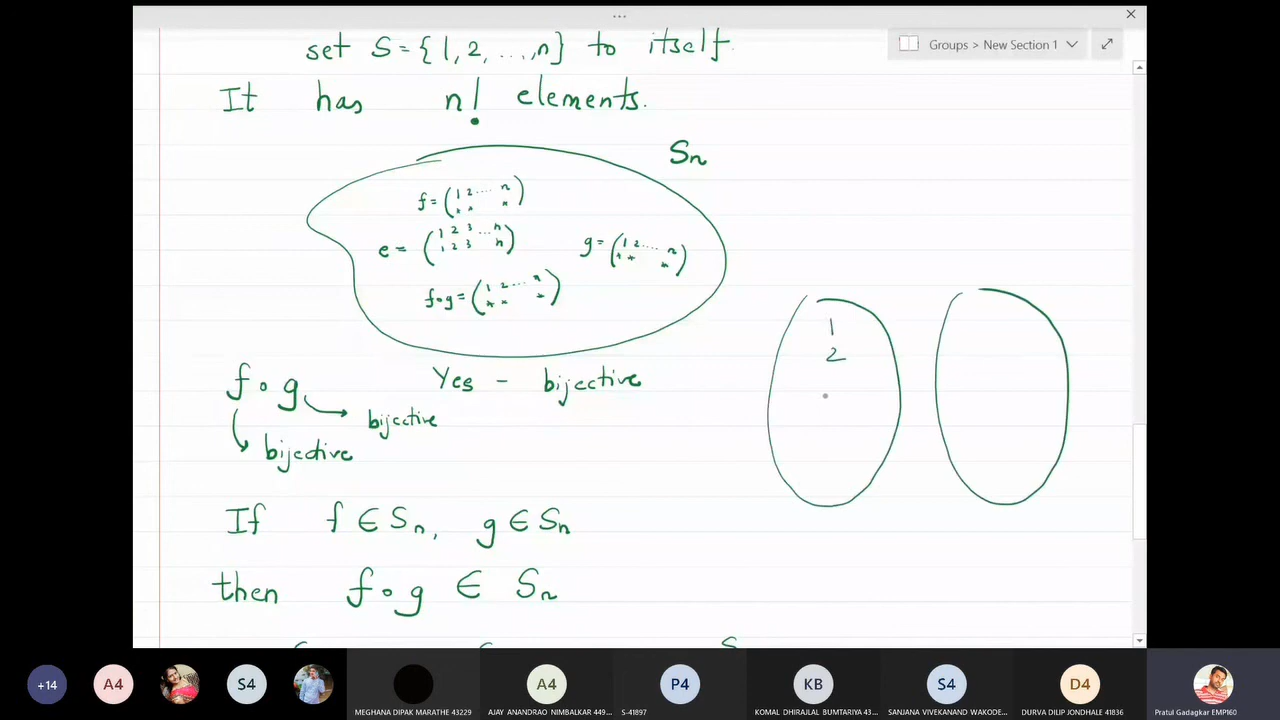 Groups > New Section 1
set S = {1, 2, ..., n} to itself.
It has n! elements.
Sn
f = (1 2 ... n
* * *)
e = (1 2 3 ... n
1 2 3 n)
g = (1 2 ... n
* * *)
f∘g = (1 2 ... n
* * *)
1
2
f∘g
Yes - bijective
bijective
bijective
If f ∈ Sn, g ∈ Sn
then f∘g ∈ Sn
+14
A4
S4
A4
P4
KB
S4
D4
MEGHANA DIPAK MARATHE 43229
AJAY ANANDRAO NIMBALKAR 449...
S-41897
KOMAL DHIRAJLAL BUMTARIYA 43...
SANJANA VIVEKANAND WAKODE...
DURVA DILIP JONDHALE 41836
Pratul Gadagkar EMP160